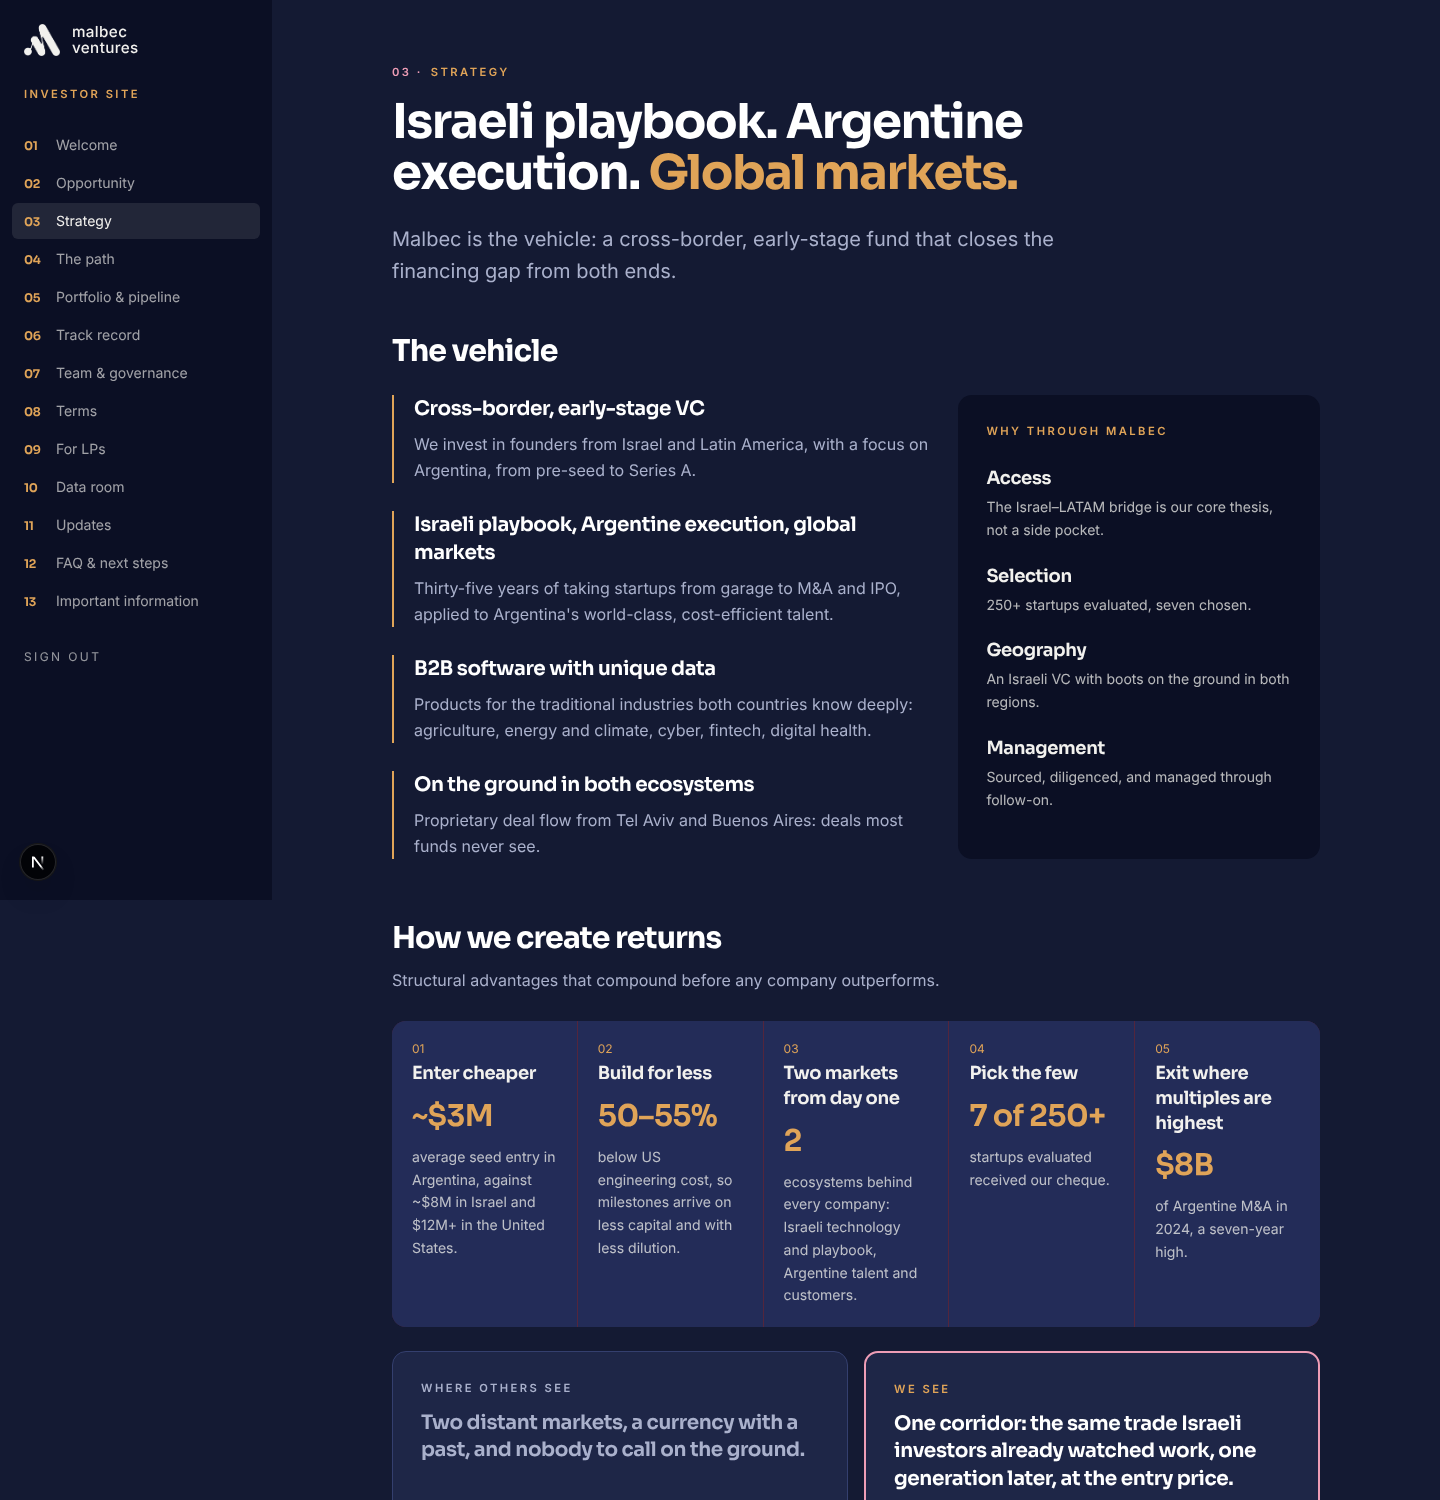 malbec
ventures
INVESTOR SITE
01 Welcome
02 Opportunity
03 Strategy
04 The path
05 Portfolio & pipeline
06 Track record
07 Team & governance
08 Terms
09 For LPs
10 Data room
11 Updates
12 FAQ & next steps
13 Important information
SIGN OUT
N
03 · STRATEGY
Israeli playbook. Argentine
execution. Global markets.
Malbec is the vehicle: a cross-border, early-stage fund that closes the
financing gap from both ends.
The vehicle
Cross-border, early-stage VC
We invest in founders from Israel and Latin America, with a focus on
Argentina, from pre-seed to Series A.
Israeli playbook, Argentine execution, global
markets
Thirty-five years of taking startups from garage to M&A and IPO,
applied to Argentina's world-class, cost-efficient talent.
B2B software with unique data
Products for the traditional industries both countries know deeply:
agriculture, energy and climate, cyber, fintech, digital health.
On the ground in both ecosystems
Proprietary deal flow from Tel Aviv and Buenos Aires: deals most
funds never see.
WHY THROUGH MALBEC
Access
The Israel–LATAM bridge is our core thesis,
not a side pocket.
Selection
250+ startups evaluated, seven chosen.
Geography
An Israeli VC with boots on the ground in both
regions.
Management
Sourced, diligenced, and managed through
follow-on.
How we create returns
Structural advantages that compound before any company outperforms.
01
Enter cheaper
~$3M
average seed entry in
Argentina, against
~$8M in Israel and
$12M+ in the United
States.
02
Build for less
50–55%
below US
engineering cost, so
milestones arrive on
less capital and with
less dilution.
03
Two markets
from day one
2
ecosystems behind
every company:
Israeli technology
and playbook,
Argentine talent and
customers.
04
Pick the few
7 of 250+
startups evaluated
received our cheque.
05
Exit where
multiples are
highest
$8B
of Argentine M&A in
2024, a seven-year
high.
WHERE OTHERS SEE
Two distant markets, a currency with a
past, and nobody to call on the ground.
WE SEE
One corridor: the same trade Israeli
investors already watched work, one
generation later, at the entry price.